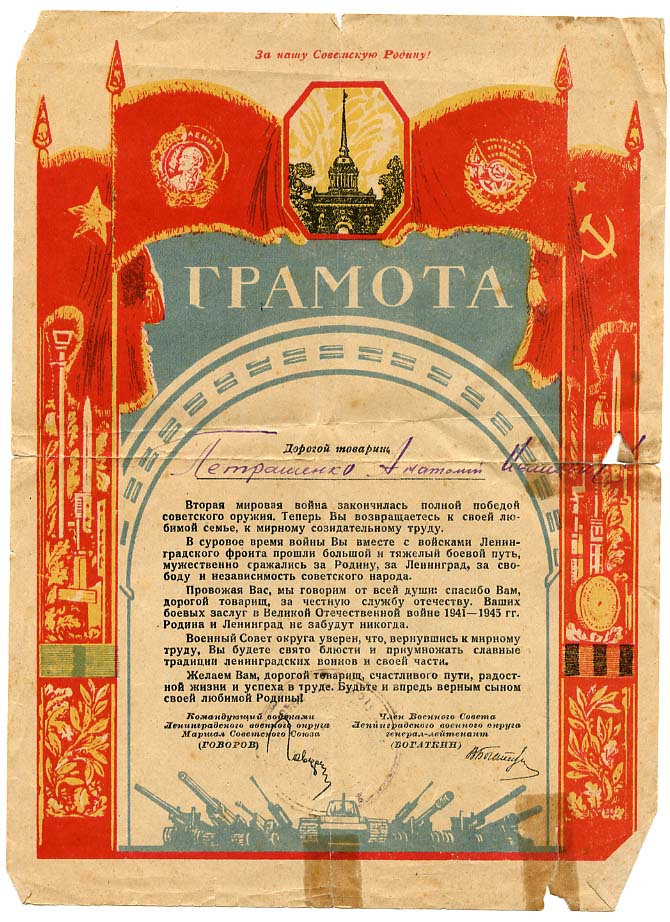 За нашу Советскую Родину!
ЛЕНИН
ГРАМОТА
Дорогой товарищ
Петрашенко Анатолий
Вторая мировая война закончилась полной победой
советского оружия. Теперь Вы возвращаетесь к своей лю-
бимой семье, к мирному созидательному труду.
В суровое время войны Вы вместе с войсками Ленин-
градского фронта прошли большой и тяжелый боевой путь,
мужественно сражались за Родину, за Ленинград, за сво-
боду и независимость советского народа.
Провожая Вас, мы говорим от всей души: спасибо Вам,
дорогой товарищ, за честную службу отечеству. Ваших
боевых заслуг в Великой Отечественной войне 1941—1945 гг.
Родина и Ленинград не забудут никогда.
Военный Совет округа уверен, что, вернувшись к мирному
труду, Вы будете свято блюсти и приумножать славные
традиции ленинградских воинов и своей части.
Желаем Вам, дорогой товарищ, счастливого пути, радост-
ной жизни и успеха в труде. Будьте и впредь верным сыном
своей любимой Родины!
Командующий войсками
Ленинградского военного округа
Маршал Советского Союза
(ГОВОРОВ)
Член Военного Совета
Ленинградского военного округа
генерал-лейтенант
(БОГАТКИН)